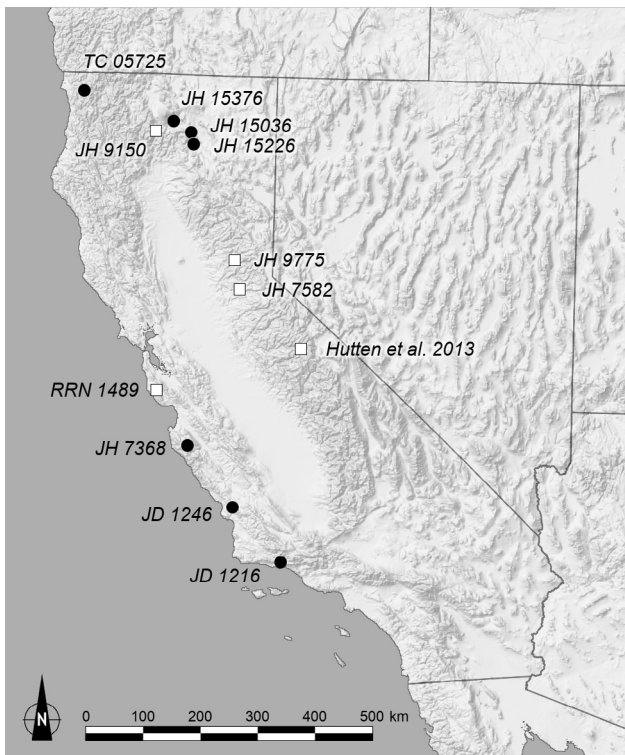 TC 05725
JH 15376
JH 15036
JH 9150
JH 15226
JH 9775
JH 7582
Hutten et al. 2013
RRN 1489
JH 7368
JD 1246
JD 1216
N
0 100 200 300 400 500 km